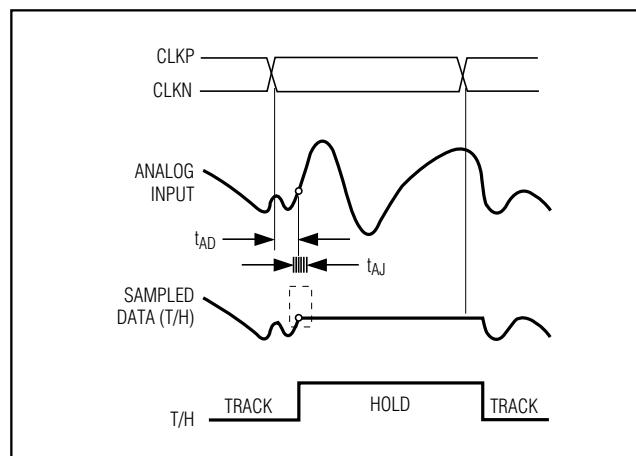 CLKP
CLKN
ANALOG
INPUT
tAD
tAJ
SAMPLED
DATA (T/H)
T/H
TRACK
HOLD
TRACK